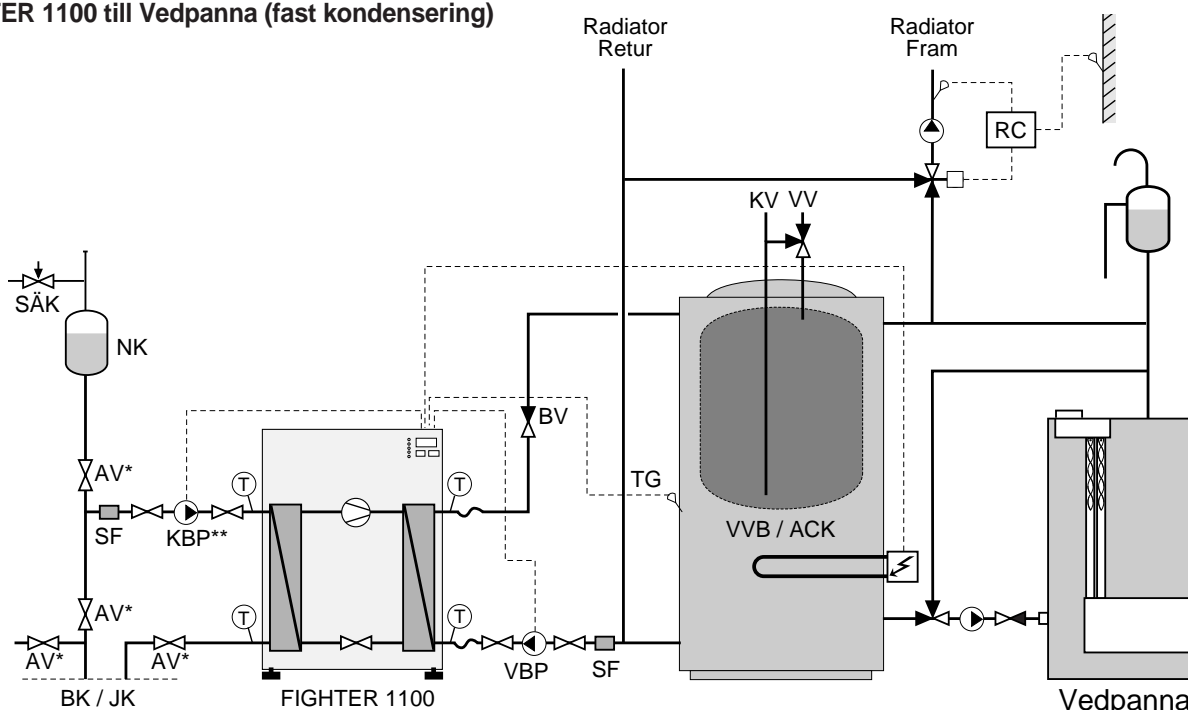 ER 1100 till Vedpanna (fast kondensering)
Radiator
Retur
Radiator
Fram
RC
KV
VV
SÄK
NK
BV
AV*
T
T
TG
SF
KBP**
VVB / ACK
AV*
T
T
AV*
AV*
VBP
SF
BK / JK
FIGHTER 1100
Vedpanna